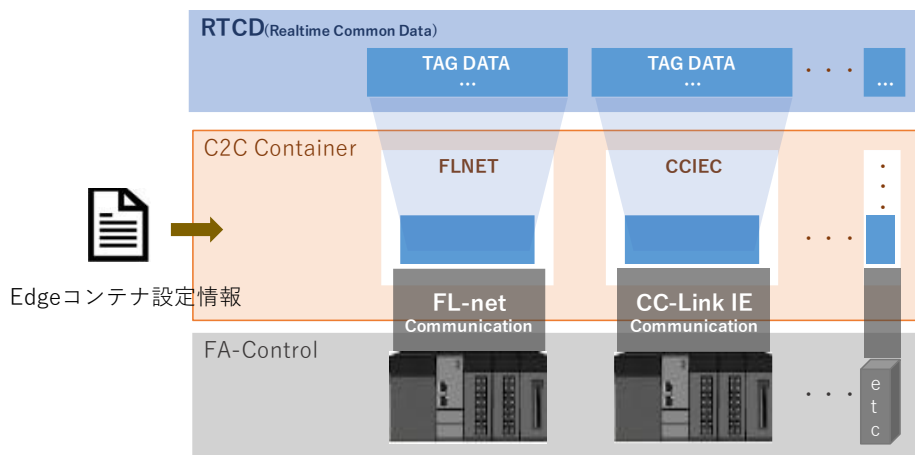 RTCD(Realtime Common Data)
TAG DATA
...
TAG DATA
...
・・・
...
C2C Container
FLNET
CCIEC
・・・
・・・
Edgeコンテナ設定情報
FL-net
Communication
CC-Link IE
Communication
FA-Control
・・・
e
t
c